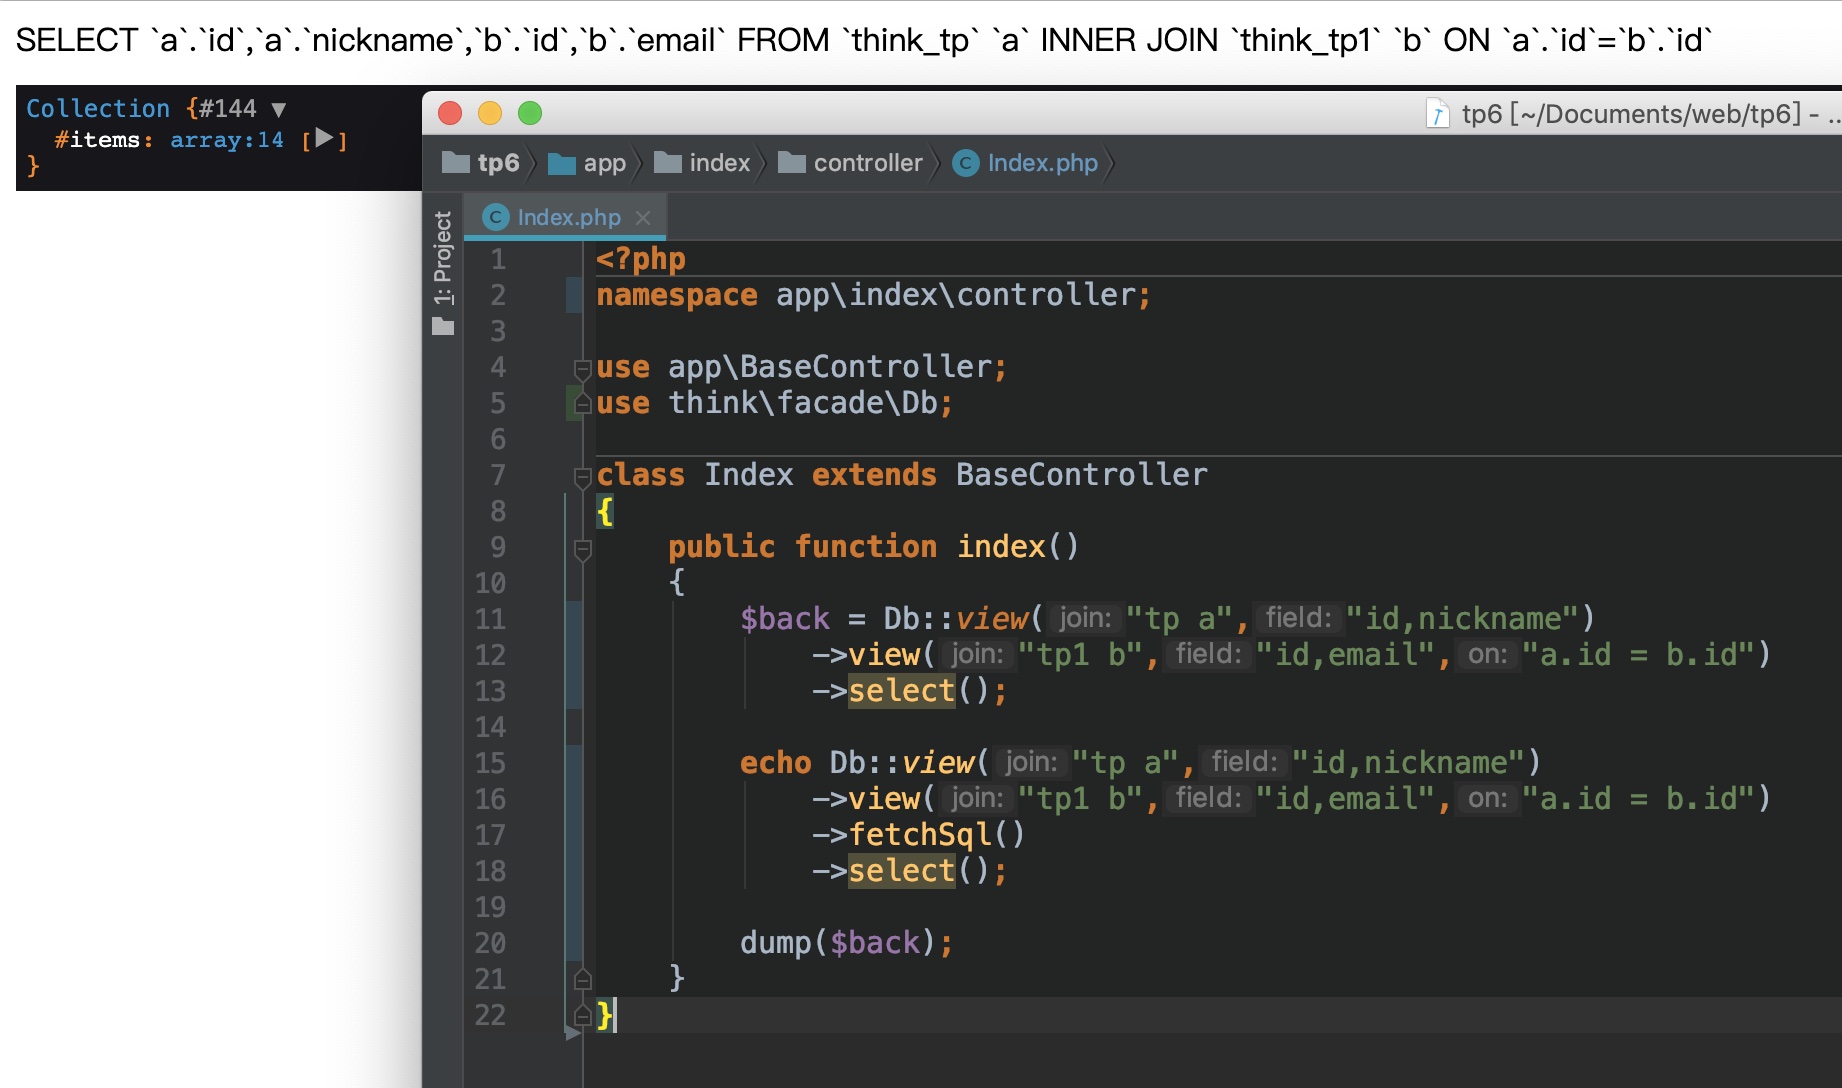 SELECT `a`.`id`,`a`.`nickname`,`b`.`id`,`b`.`email` FROM `think_tp` `a` INNER JOIN `think_tp1` `b` ON `a`.`id`=`b`.`id`
Collection {#144 ▼
#items: array:14 [▶]
}
tp6 [~/Documents/web/tp6] - ...
tp6 app index controller Index.php
Index.php
1: Project
1 <?php
2 namespace app\index\controller;
3
4 use app\BaseController;
5 use think\facade\Db;
6
7 class Index extends BaseController
8 {
9 public function index()
10 {
11 $back = Db::view( join: "tp a", field: "id,nickname")
12 ->view( join: "tp1 b", field: "id,email", on: "a.id = b.id")
13 ->select();
14
15 echo Db::view( join: "tp a", field: "id,nickname")
16 ->view( join: "tp1 b", field: "id,email", on: "a.id = b.id")
17 ->fetchSql()
18 ->select();
19
20 dump($back);
21 }
22 }